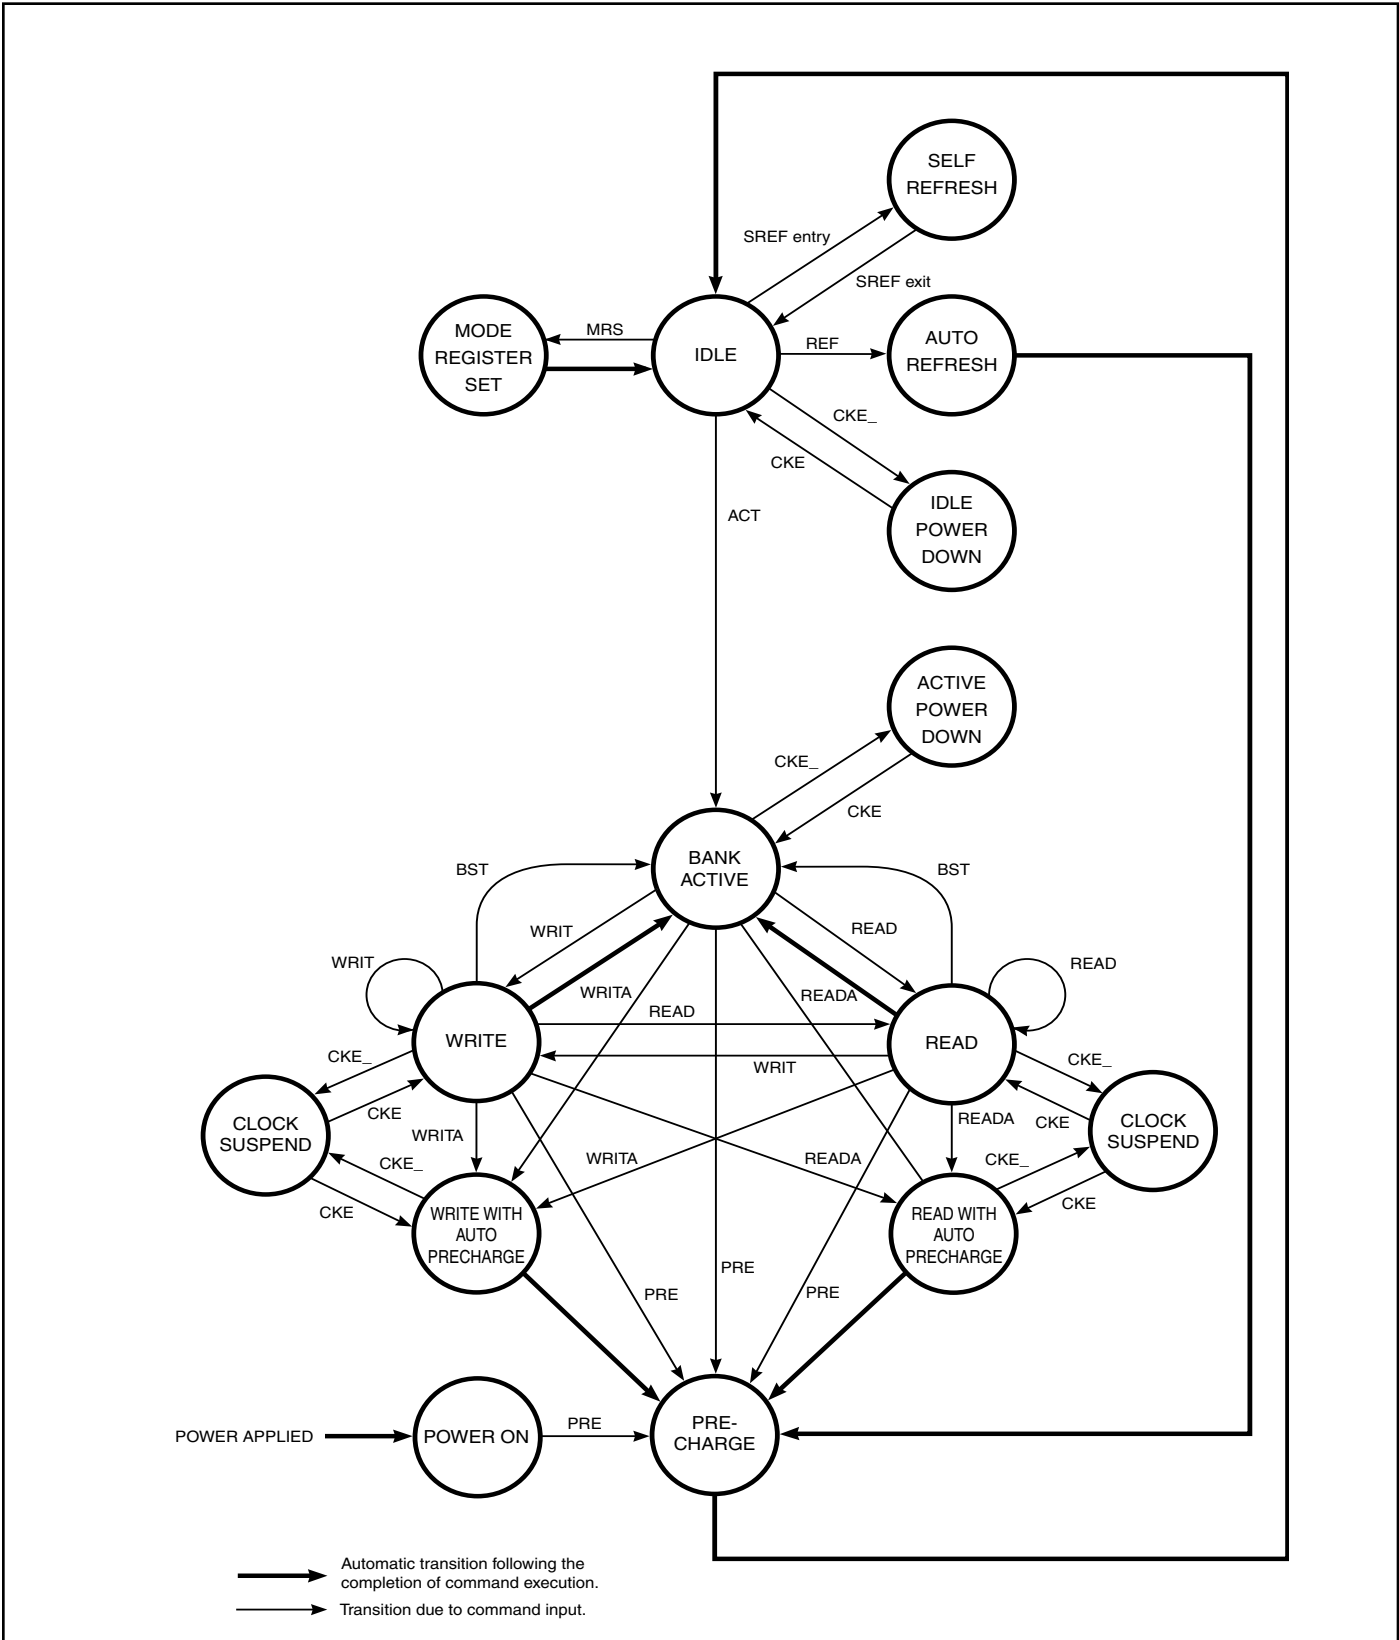 SELF
REFRESH
SREF entry
SREF exit
MODE
REGISTER
SET
MRS
IDLE
REF
AUTO
REFRESH
CKE_
CKE
IDLE
POWER
DOWN
ACT
ACTIVE
POWER
DOWN
CKE_
CKE
BANK
ACTIVE
BST
BST
WRIT
READ
WRIT
READ
WRITA
READA
READ
WRITE
READ
WRIT
CKE_
CKE_
CKE
CKE
CLOCK
SUSPEND
CLOCK
SUSPEND
WRITA
READA
CKE_
WRITA
READA
CKE_
CKE
CKE
WRITE WITH
AUTO
PRECHARGE
READ WITH
AUTO
PRECHARGE
PRE
PRE
PRE
POWER APPLIED
POWER ON
PRE
PRE-
CHARGE
Automatic transition following the
completion of command execution.
Transition due to command input.